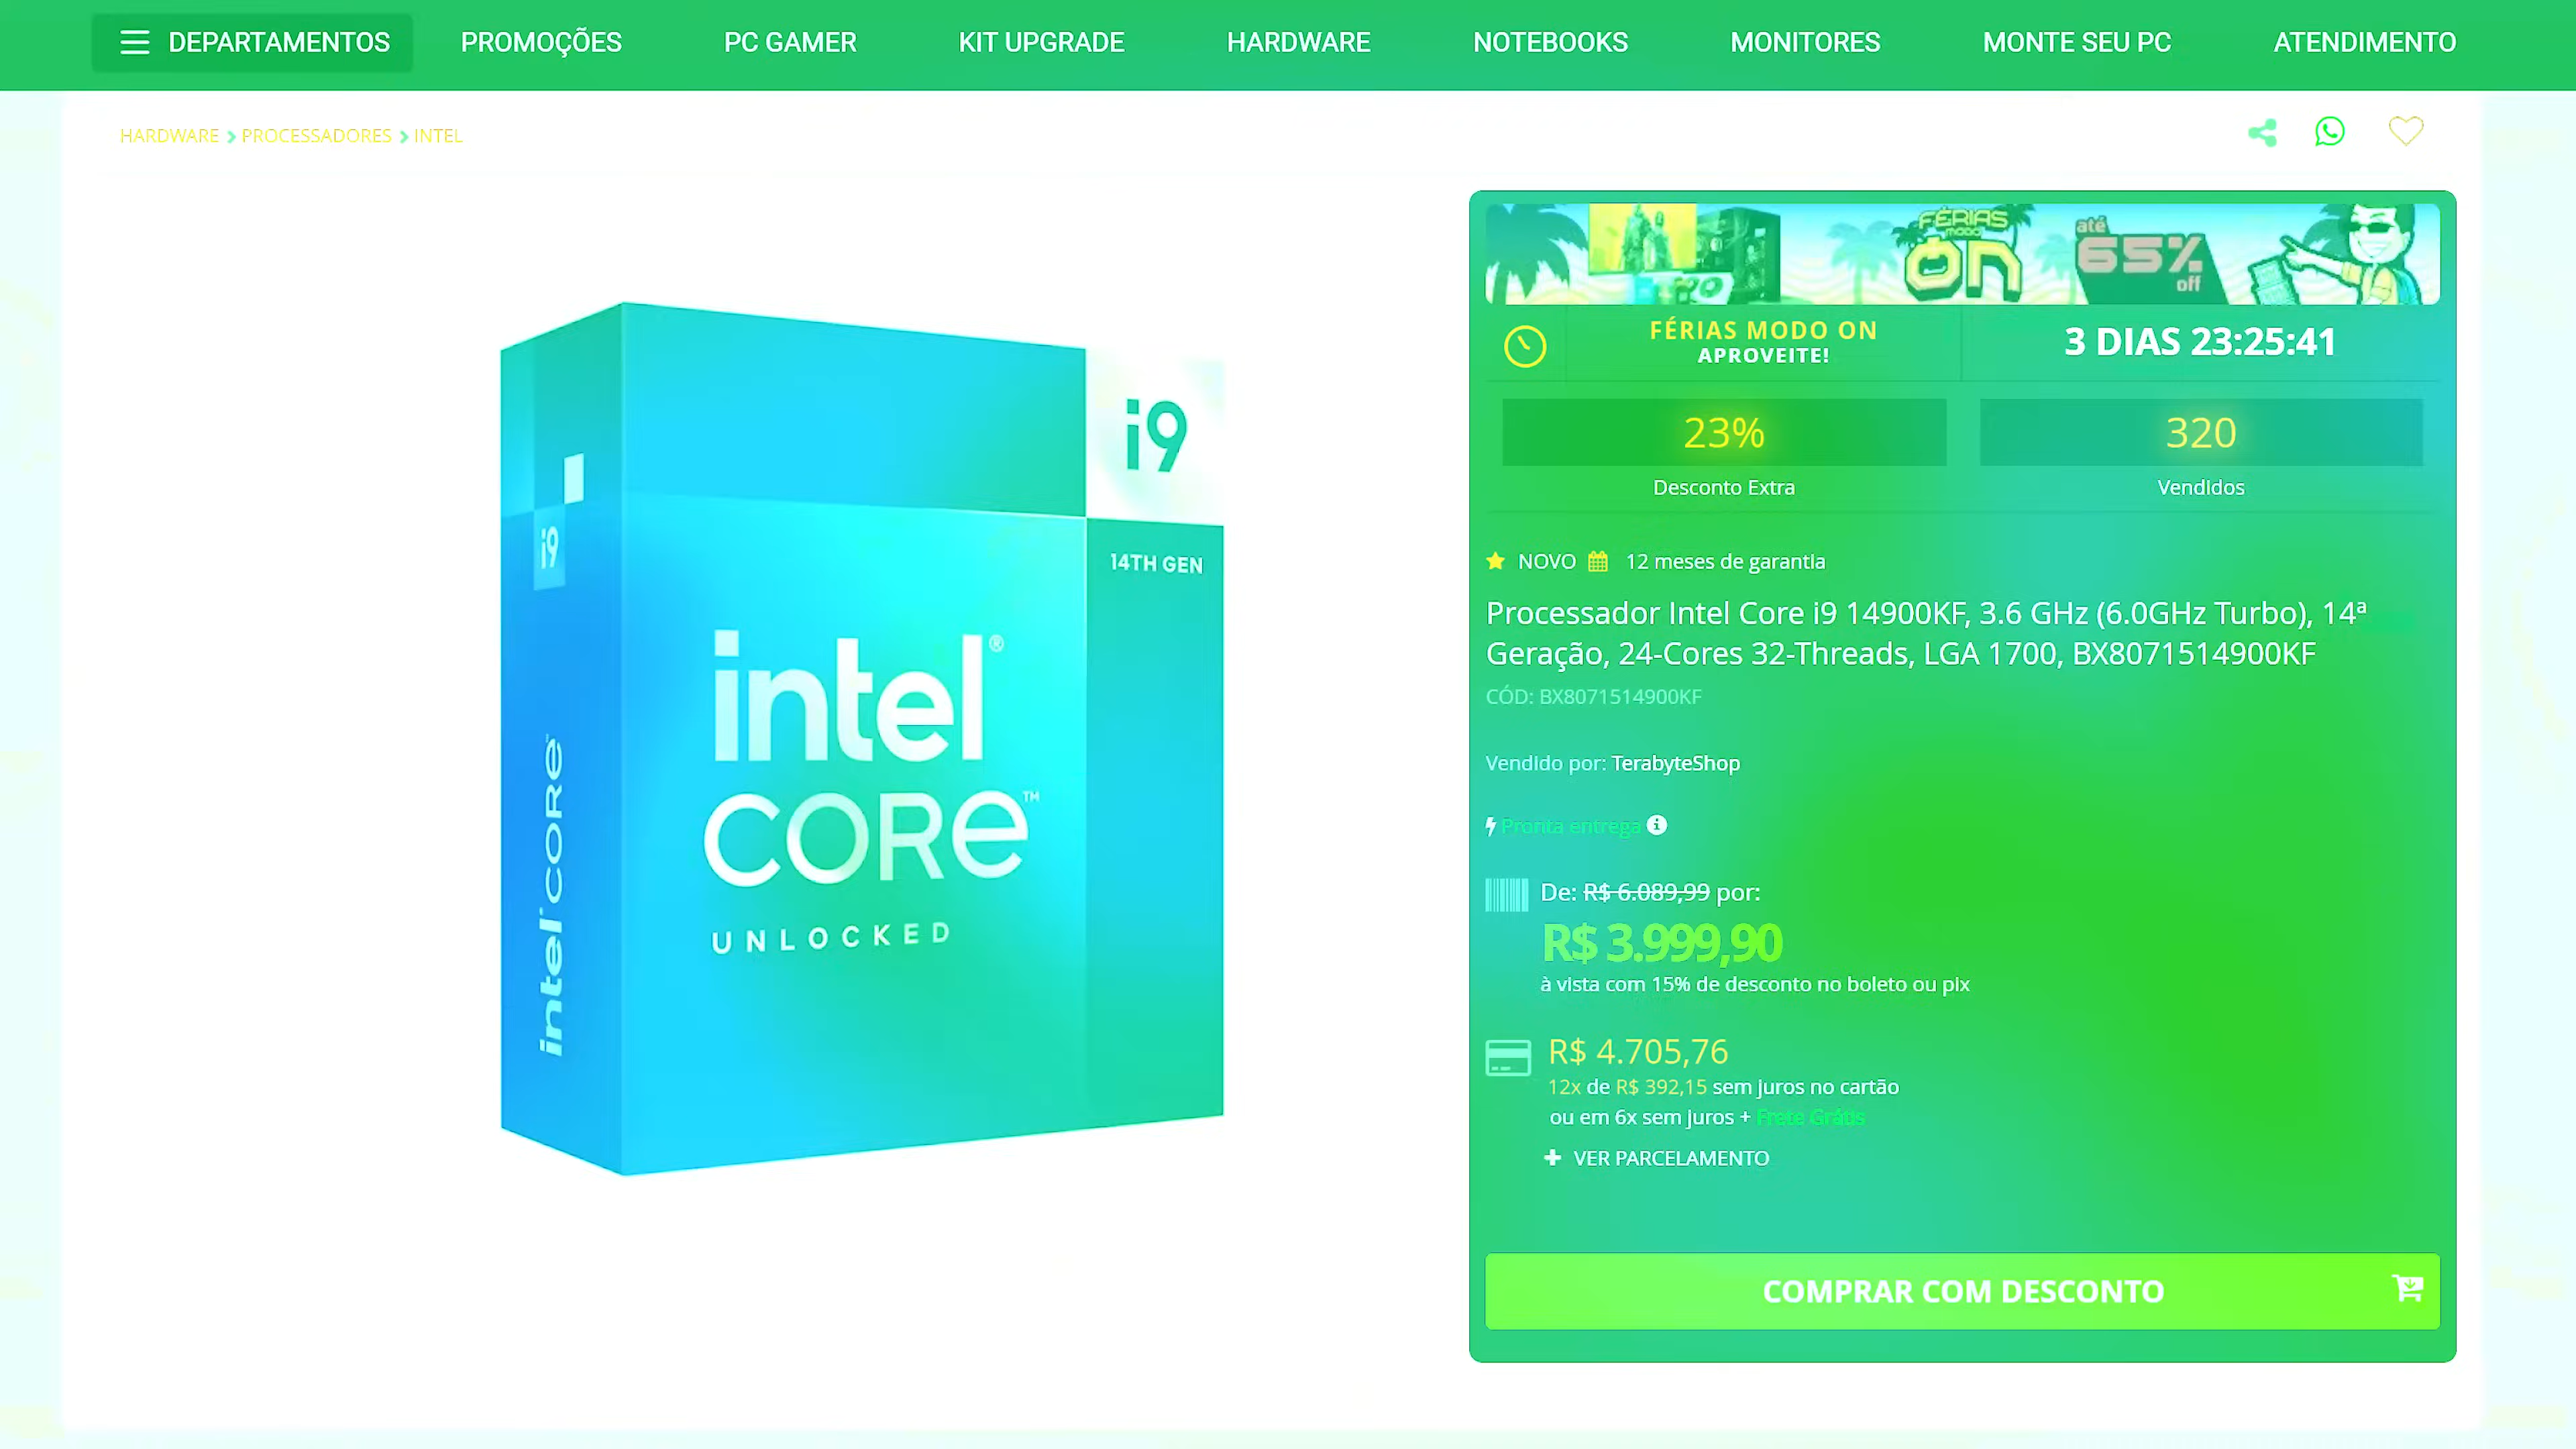 DEPARTAMENTOS PROMOÇÕES PC GAMER KIT UPGRADE HARDWARE NOTEBOOKS MONITORES MONTE SEU PC ATENDIMENTO
HARDWARE PROCESSADORES INTEL
i9
i9
14TH GEN
intel®
CORE™
UNLOCKED
intel CORE
FÉRIAS
MODO
ON
até
65%
off
FÉRIAS MODO ON
APROVEITE!
3 DIAS 23:25:41
23%
Desconto Extra
320
Vendidos
NOVO 12 meses de garantia
Processador Intel Core i9 14900KF, 3.6 GHz (6.0GHz Turbo), 14ª
Geração, 24-Cores 32-Threads, LGA 1700, BX8071514900KF
CÓD: BX8071514900KF
Vendido por: TerabyteShop
Pronta entrega
De: R$ 6.089,99 por:
R$ 3.999,90
à vista com 15% de desconto no boleto ou pix
R$ 4.705,76
12x de R$ 392,15 sem juros no cartão
ou em 6x sem juros + Frete Grátis
VER PARCELAMENTO
COMPRAR COM DESCONTO